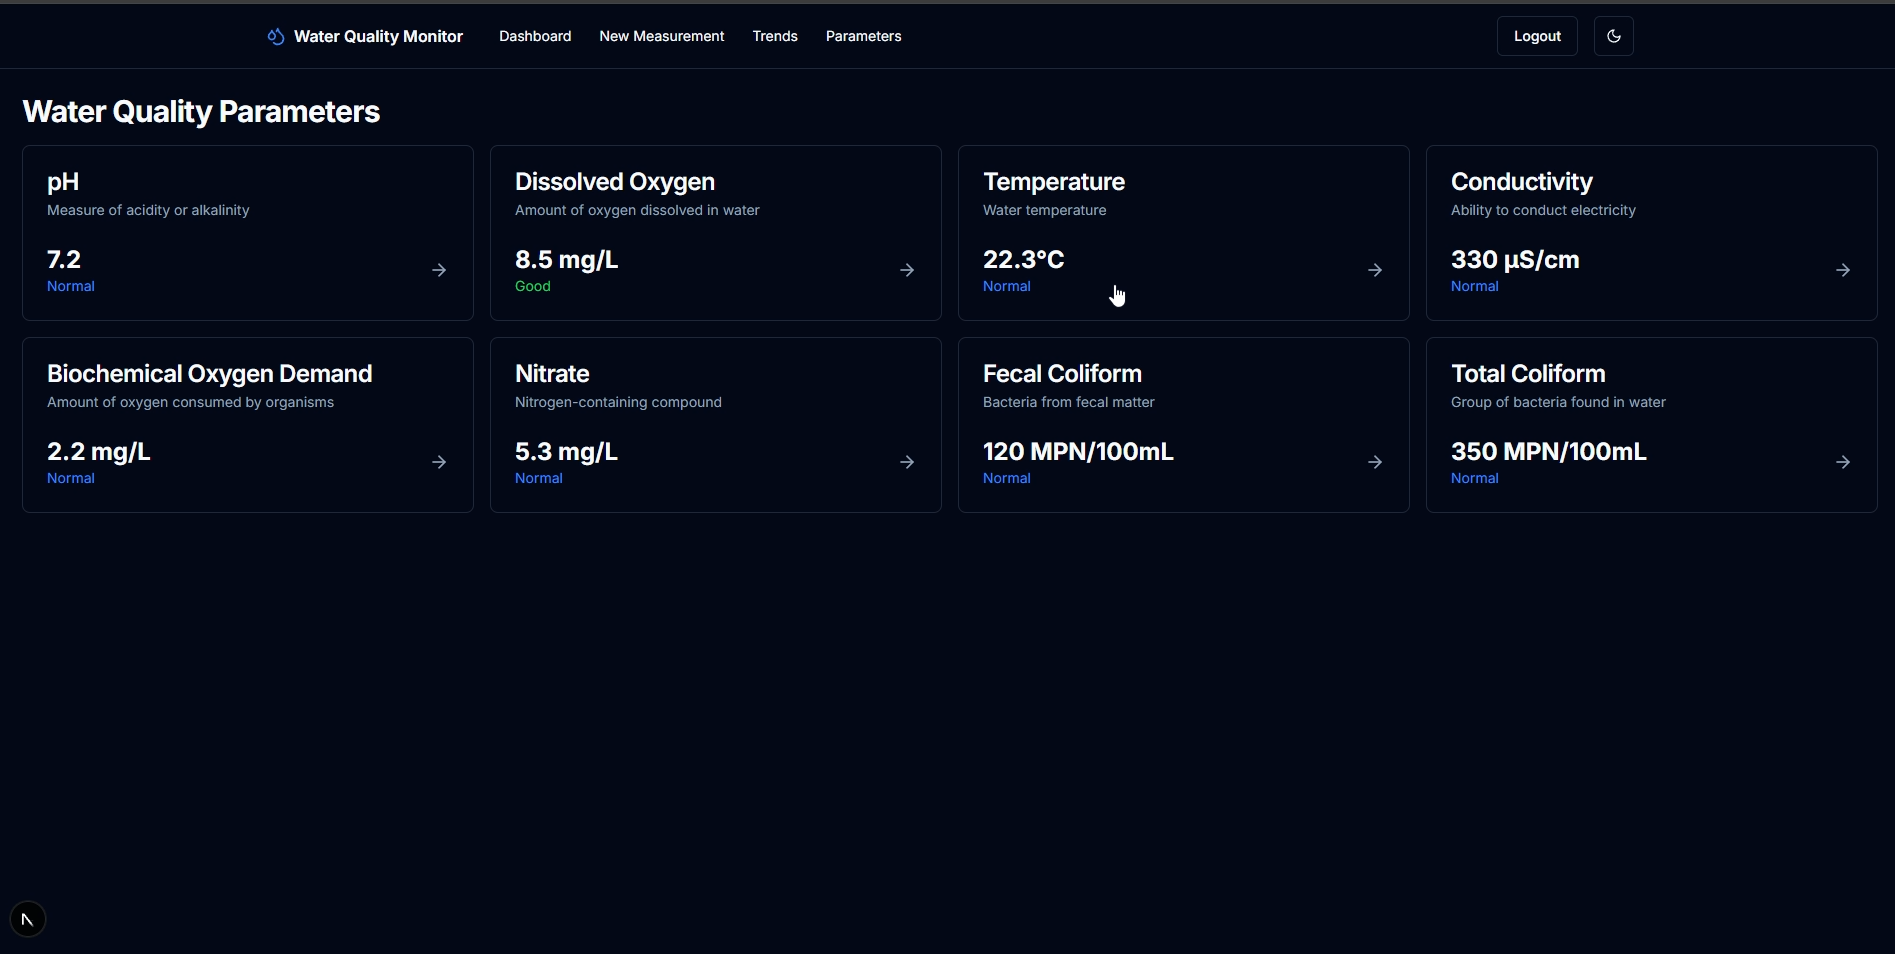 Water Quality Monitor
Dashboard
New Measurement
Trends
Parameters
Logout
Water Quality Parameters
pH
Measure of acidity or alkalinity
7.2
Normal
Dissolved Oxygen
Amount of oxygen dissolved in water
8.5 mg/L
Good
Temperature
Water temperature
22.3°C
Normal
Conductivity
Ability to conduct electricity
330 µS/cm
Normal
Biochemical Oxygen Demand
Amount of oxygen consumed by organisms
2.2 mg/L
Normal
Nitrate
Nitrogen-containing compound
5.3 mg/L
Normal
Fecal Coliform
Bacteria from fecal matter
120 MPN/100mL
Normal
Total Coliform
Group of bacteria found in water
350 MPN/100mL
Normal